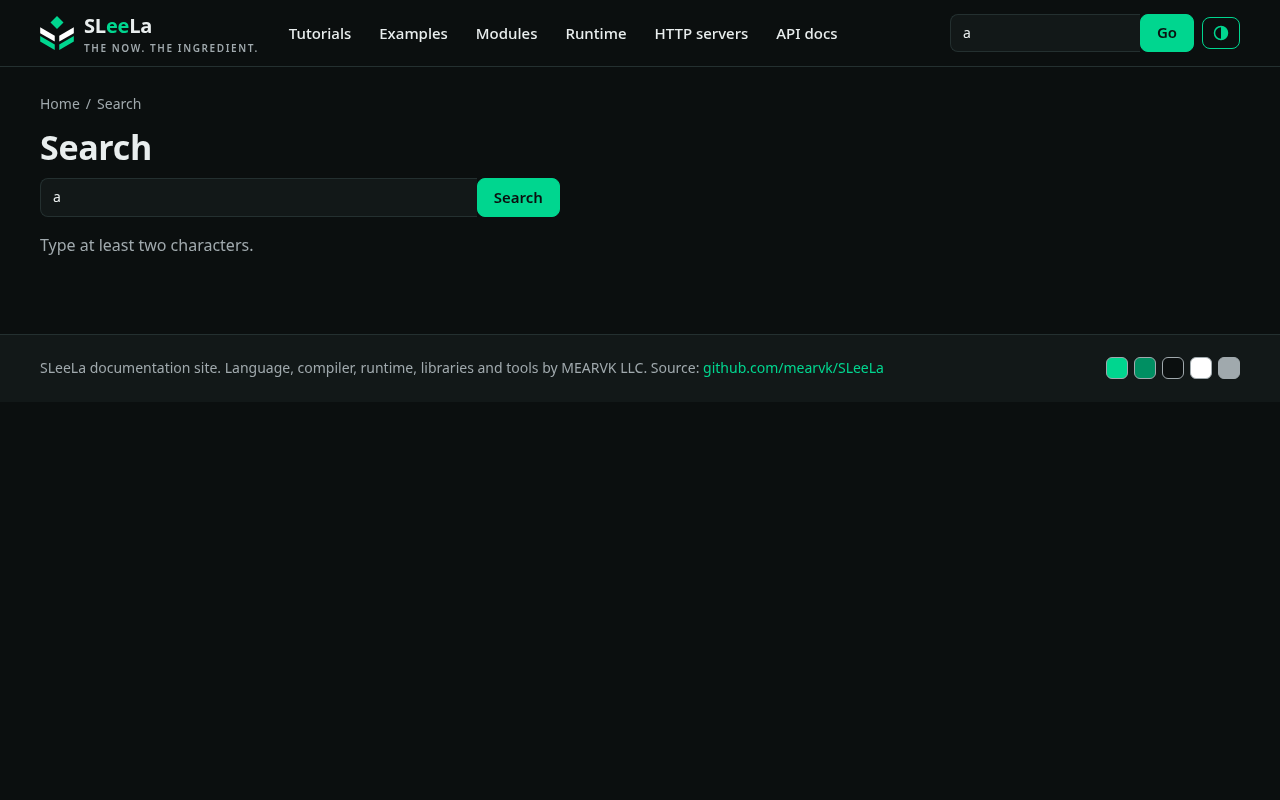 SLeeLa
THE NOW. THE INGREDIENT.
Tutorials
Examples
Modules
Runtime
HTTP servers
API docs
a
Go
Home / Search
Search
a
Search
Type at least two characters.
SLeeLa documentation site. Language, compiler, runtime, libraries and tools by MEARVK LLC. Source: github.com/mearvk/SLeeLa